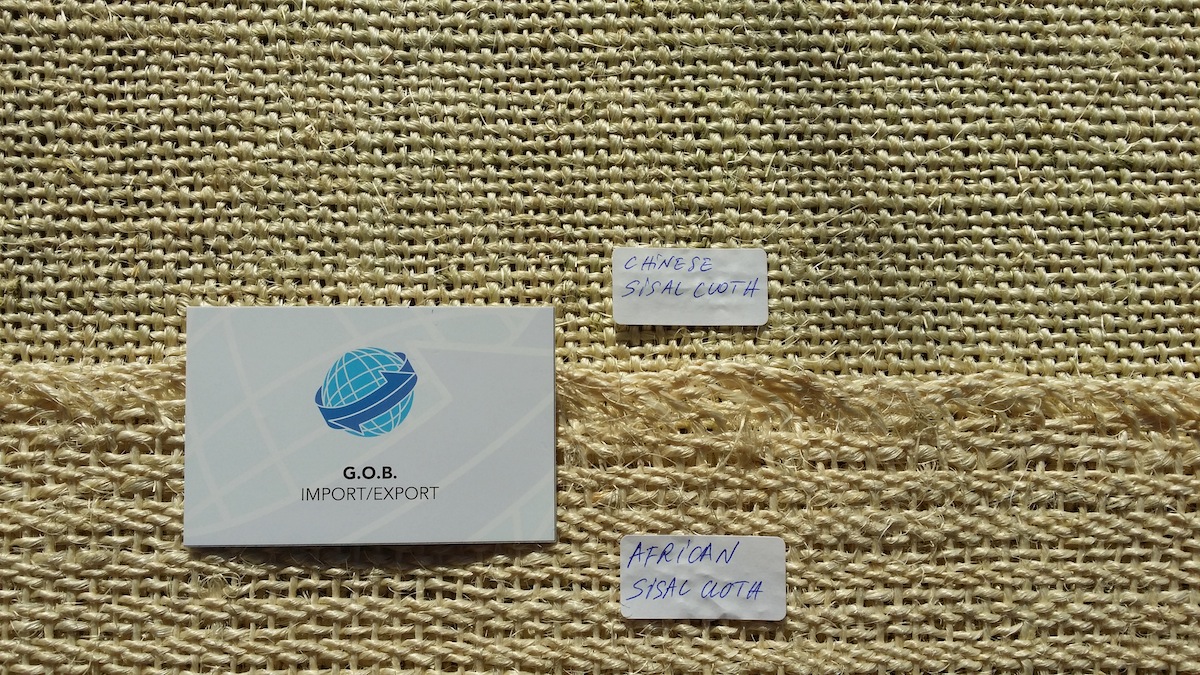 CHINESE
SISAL CLOTH
G.O.B.
IMPORT/EXPORT
AFRICAN
SISAL CLOTH